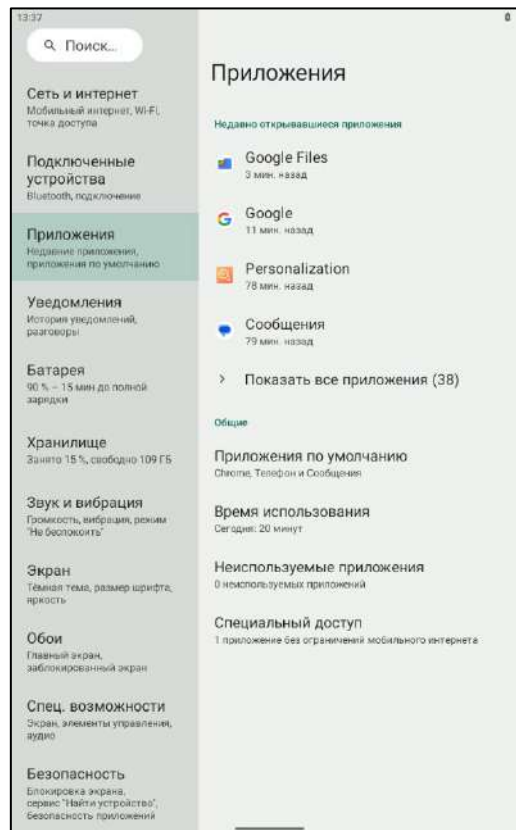 13:37
Поиск...
Сеть и интернет
Мобильный интернет, Wi-Fi,
точка доступа
Подключенные
устройства
Bluetooth, подключение
Приложения
Недавние приложения,
приложения по умолчанию
Уведомления
История уведомлений,
разговоры
Батарея
90 % – 15 мин до полной
зарядки
Хранилище
Занято 15 %, свободно 109 ГБ
Звук и вибрация
Громкость, вибрация, режим
"Не беспокоить"
Экран
Тёмная тема, размер шрифта,
яркость
Обои
Главный экран,
заблокированный экран
Спец. возможности
Экран, элементы управления,
аудио
Безопасность
Блокировка экрана,
сервис "Найти устройство",
безопасность приложений
Приложения
Недавно открывавшиеся приложения
Google Files
3 мин. назад
Google
11 мин. назад
Personalization
78 мин. назад
Сообщения
79 мин. назад
Показать все приложения (38)
Общие
Приложения по умолчанию
Chrome, Телефон и Сообщения
Время использования
Сегодня: 20 минут
Неиспользуемые приложения
0 неиспользуемых приложений
Специальный доступ
1 приложение без ограничений мобильного интернета